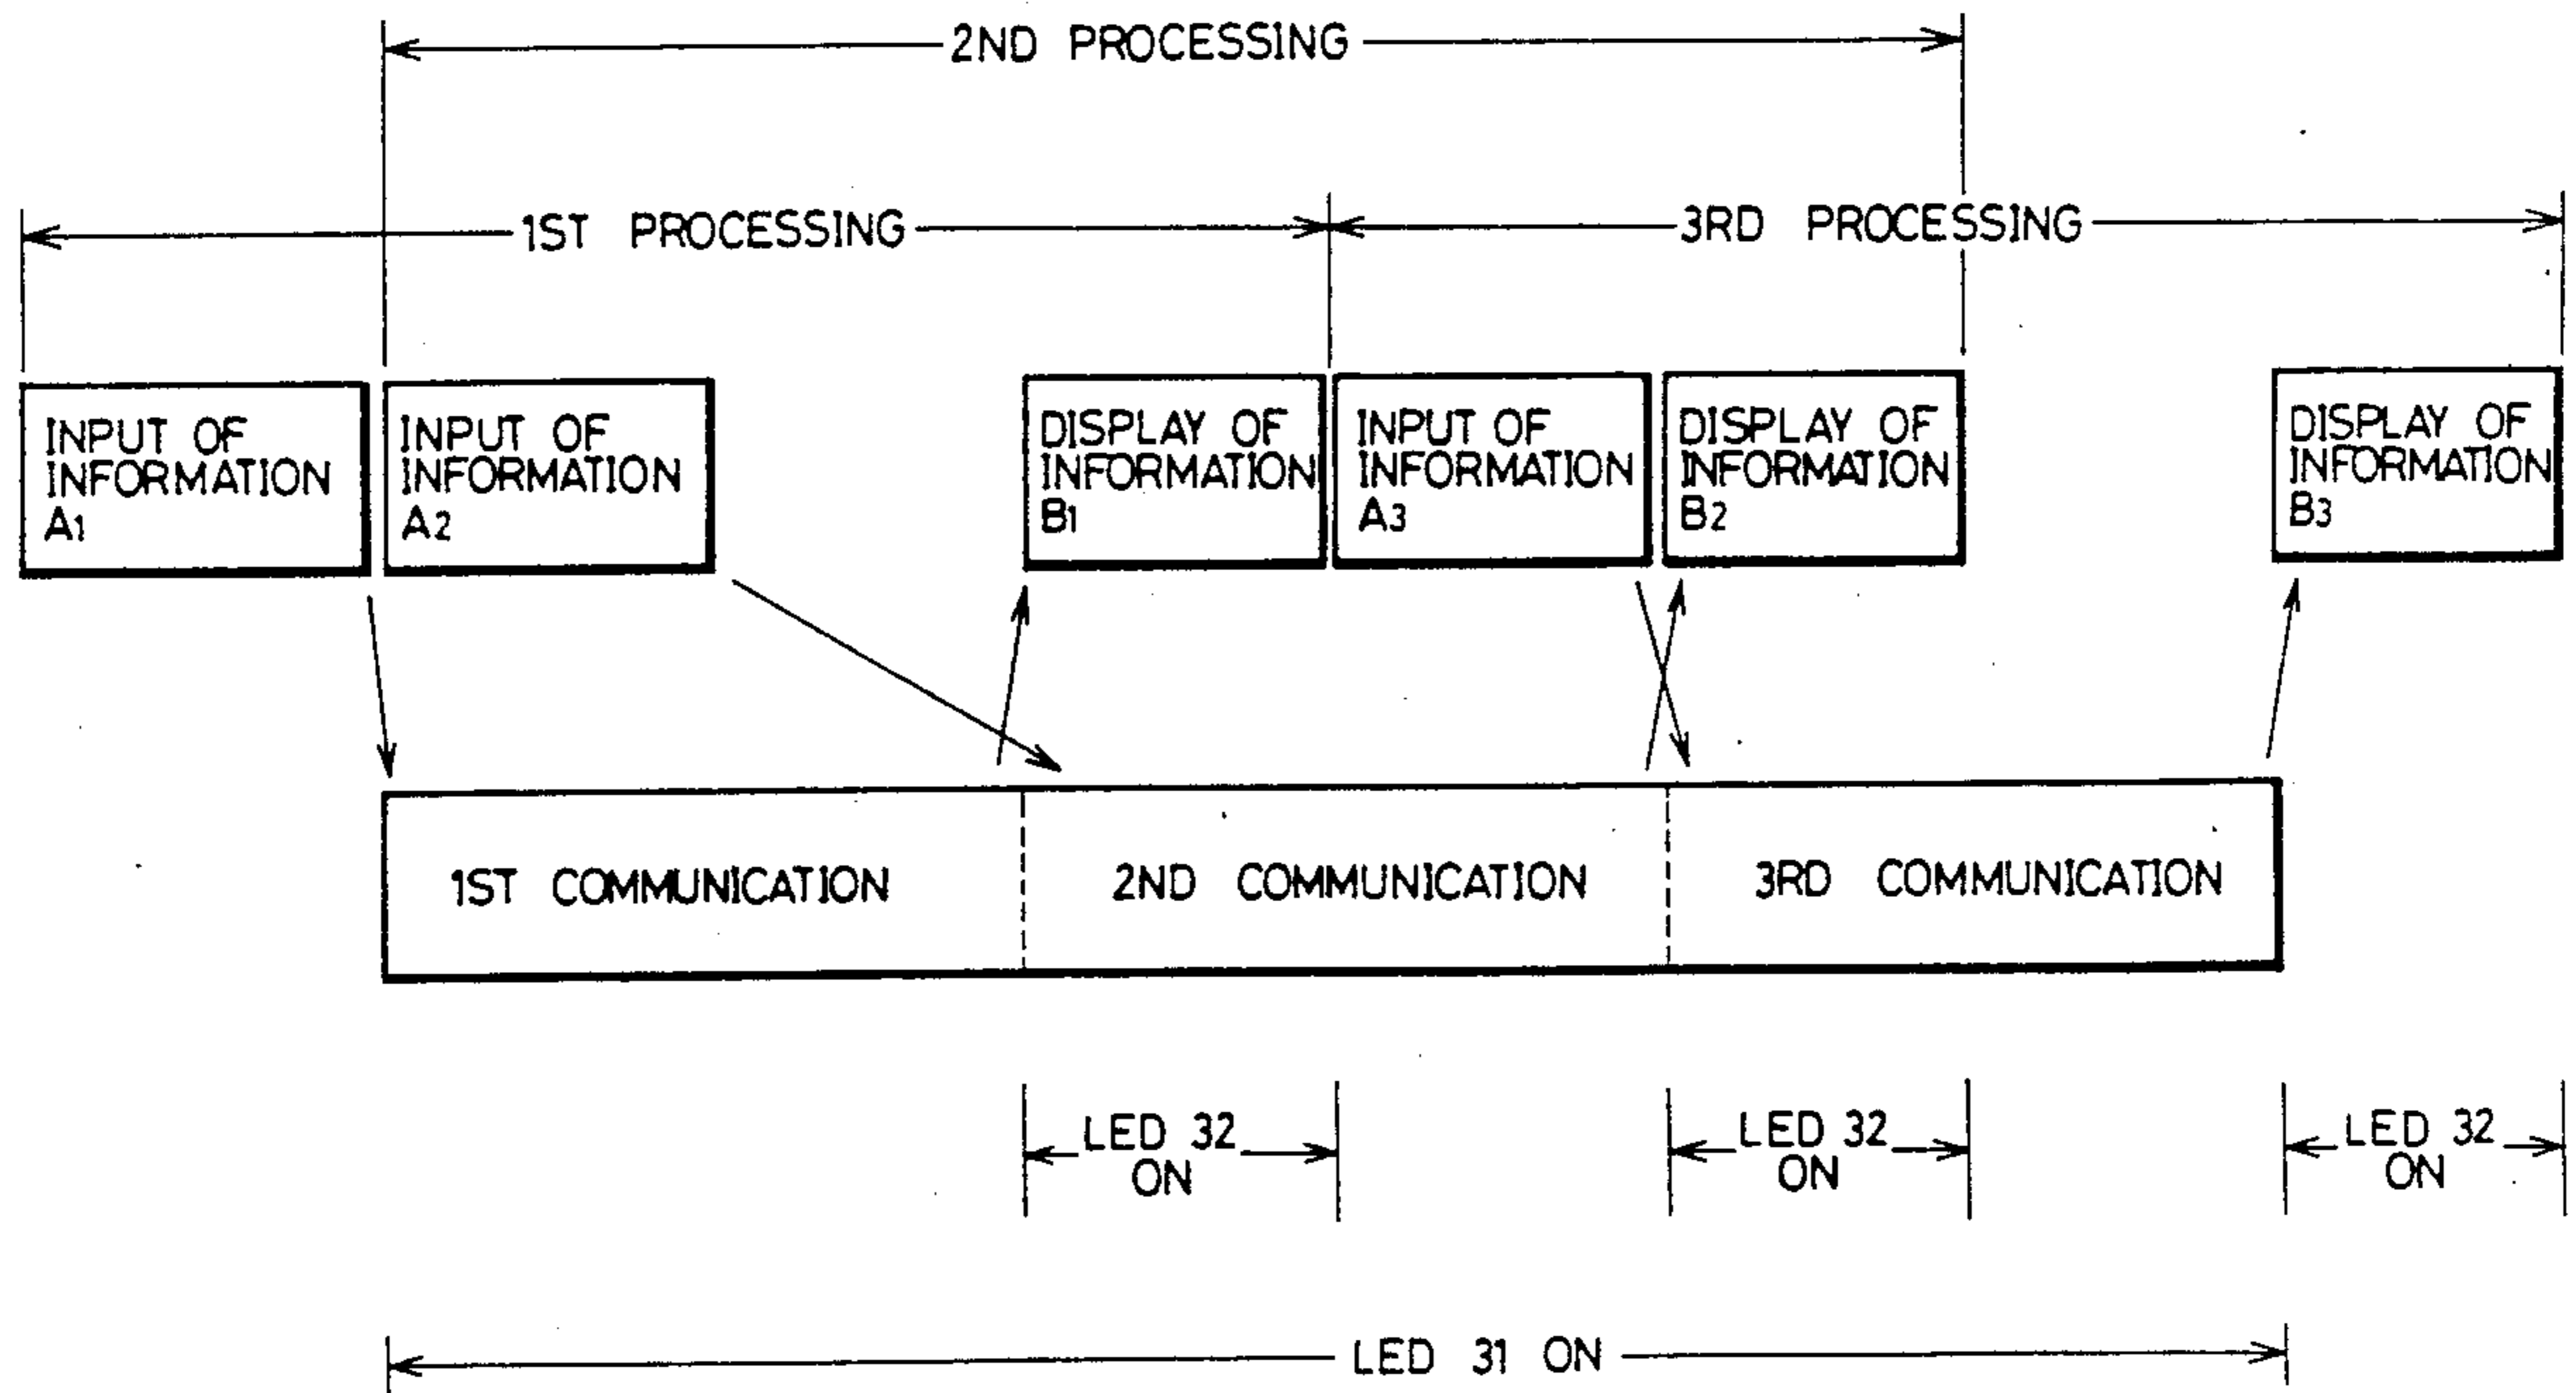 2ND PROCESSING
1ST PROCESSING
3RD PROCESSING
INPUT OF
INFORMATION
A1
INPUT OF
INFORMATION
A2
DISPLAY OF
INFORMATION
B1
INPUT OF
INFORMATION
A3
DISPLAY OF
INFORMATION
B2
DISPLAY OF
INFORMATION
B3
1ST COMMUNICATION
2ND COMMUNICATION
3RD COMMUNICATION
LED 32
ON
LED 32
ON
LED 32
ON
LED 31 ON